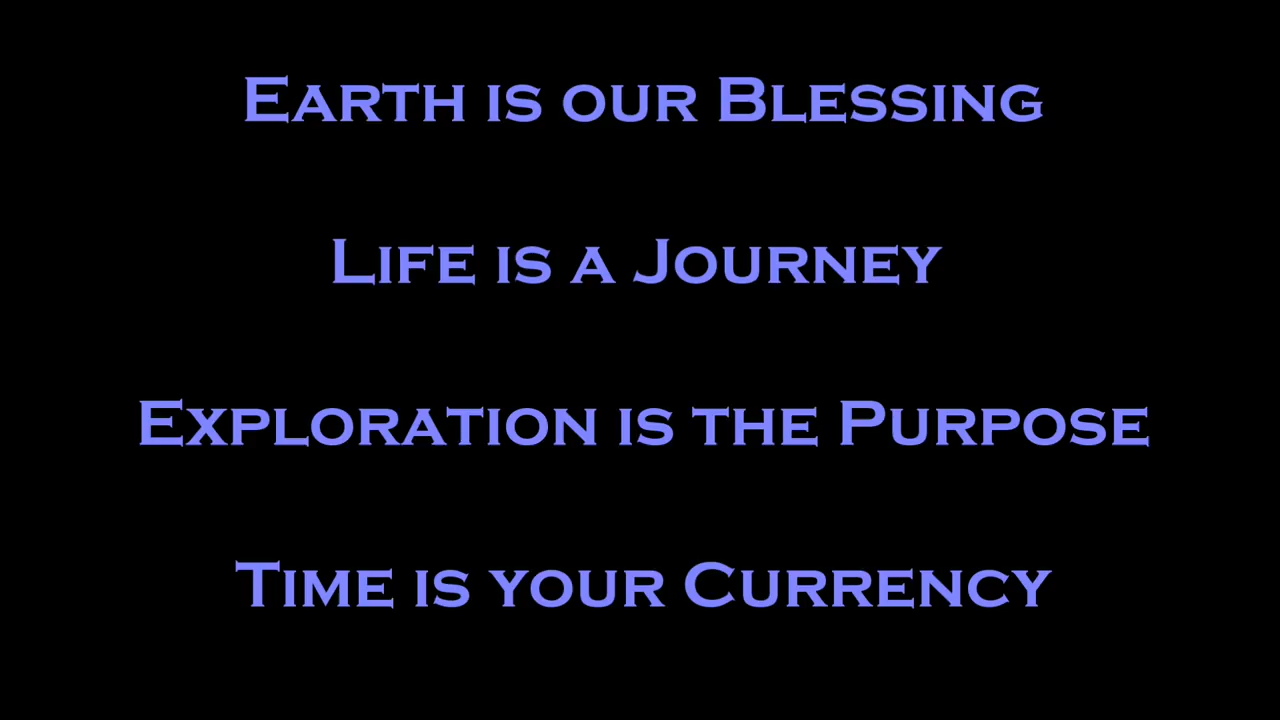 Earth is our Blessing
Life is a Journey
Exploration is the Purpose
Time is your Currency